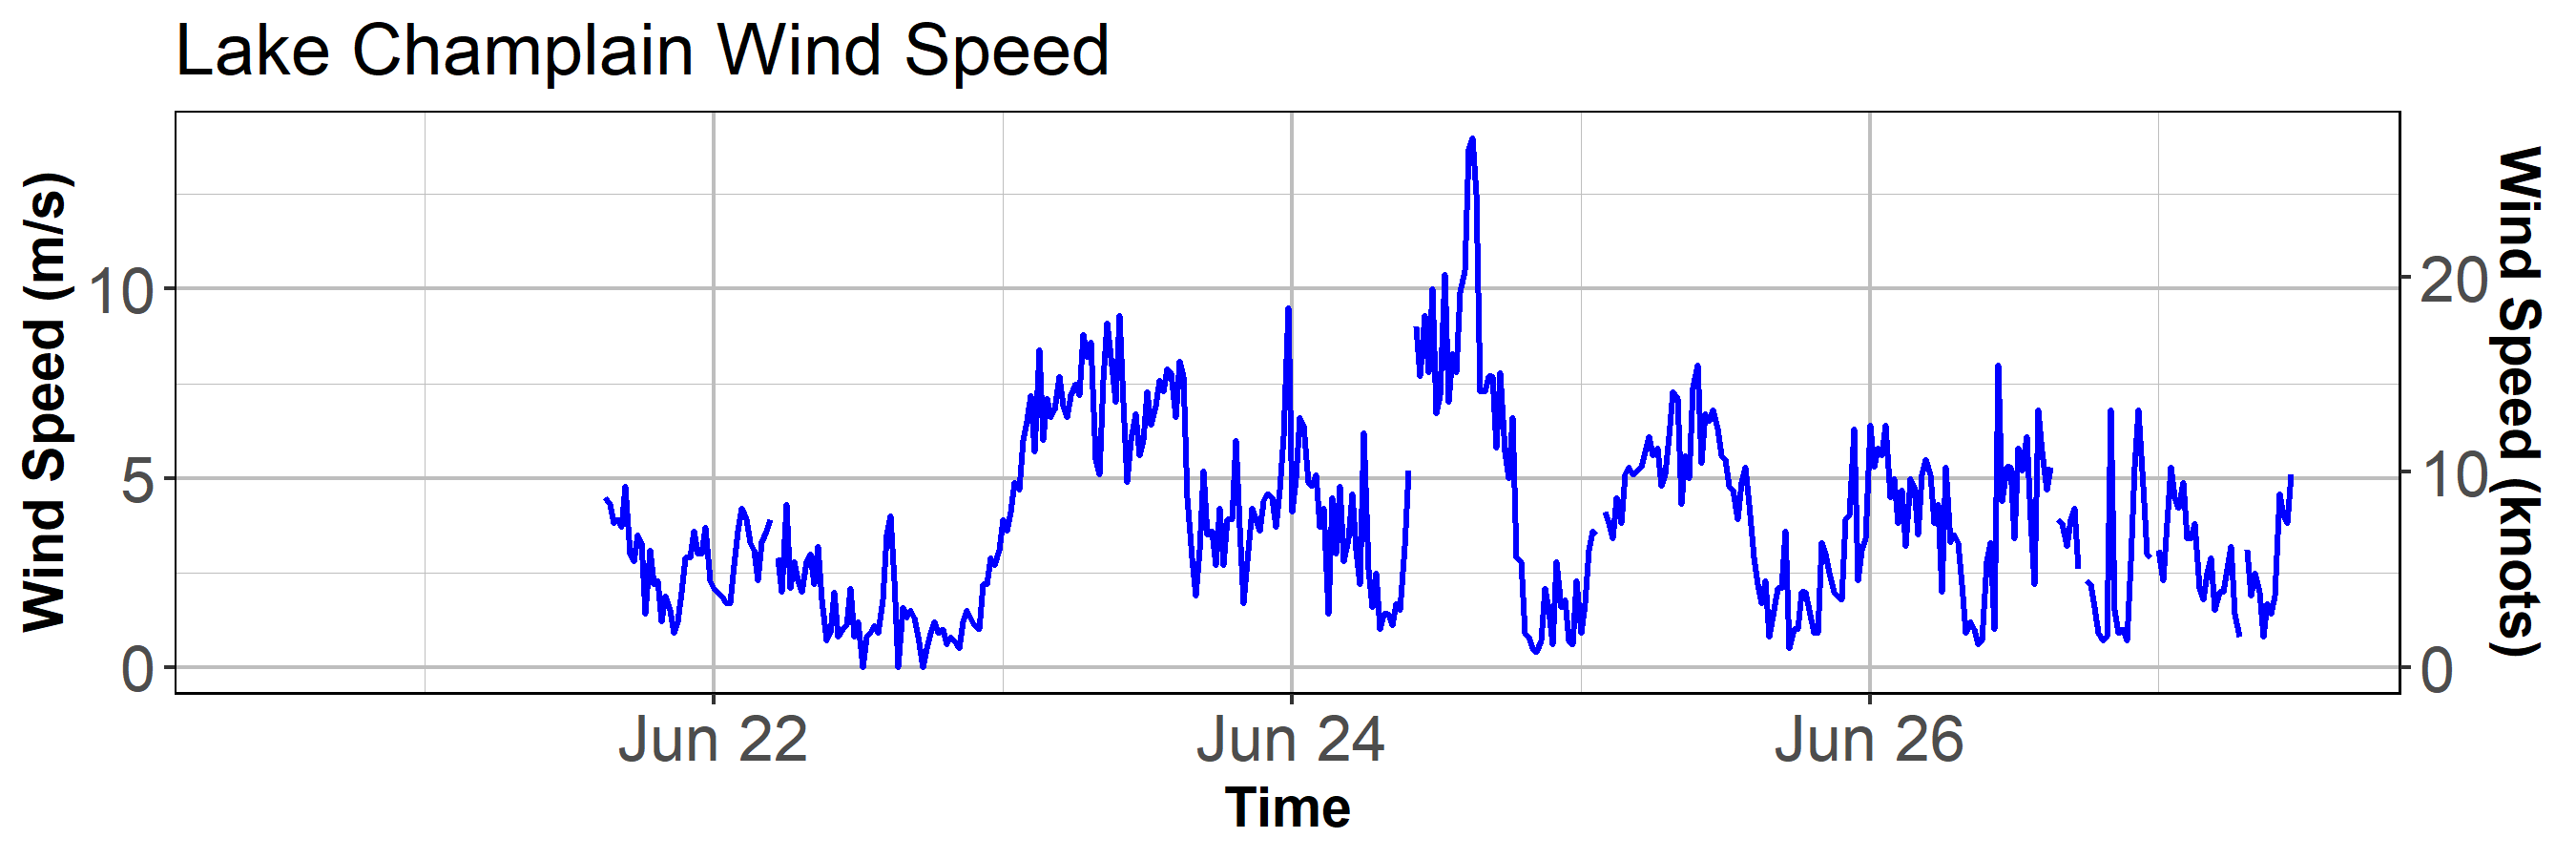 Lake Champlain Wind Speed
Wind Speed (m/s)
10
5
0
20
10
0
Wind Speed (knots)
Jun 22
Jun 24
Jun 26
Time